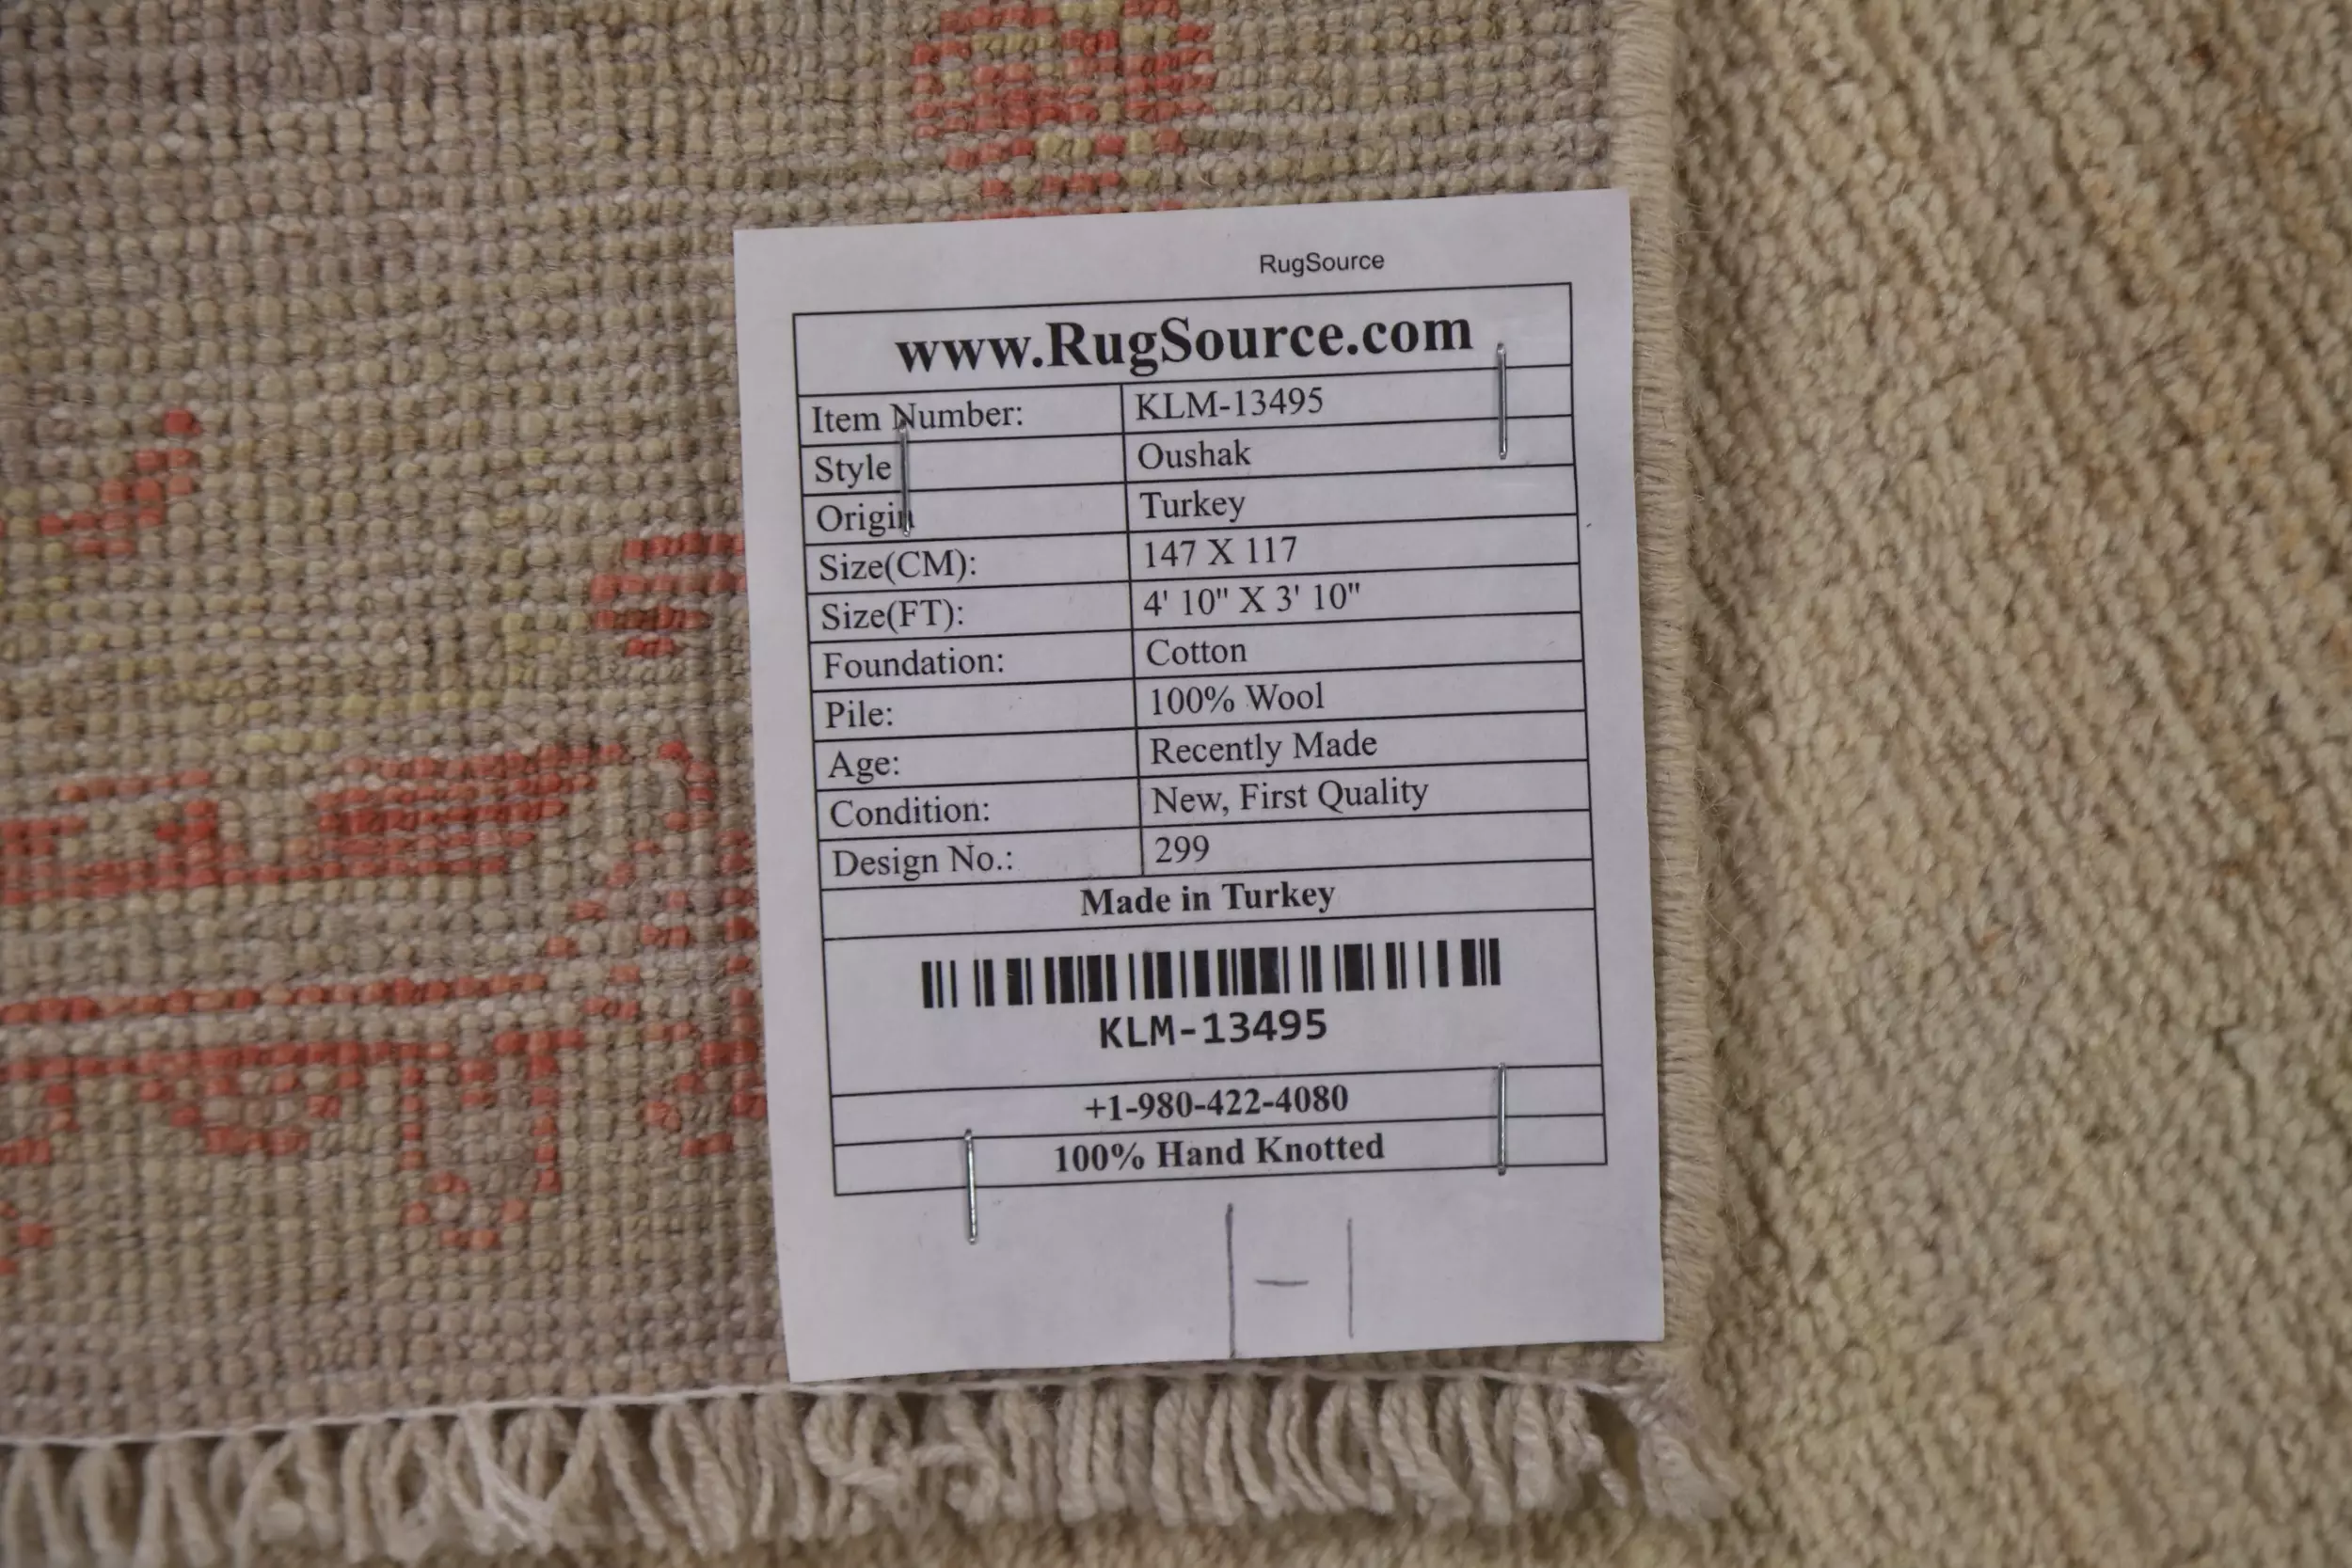 RugSource
www.RugSource.com
Item Number: KLM-13495
Style Oushak
Origin Turkey
Size(CM): 147 X 117
Size(FT): 4' 10" X 3' 10"
Foundation: Cotton
Pile: 100% Wool
Age: Recently Made
Condition: New, First Quality
Design No.: 299
Made in Turkey
KLM-13495
+1-980-422-4080
100% Hand Knotted
1-1